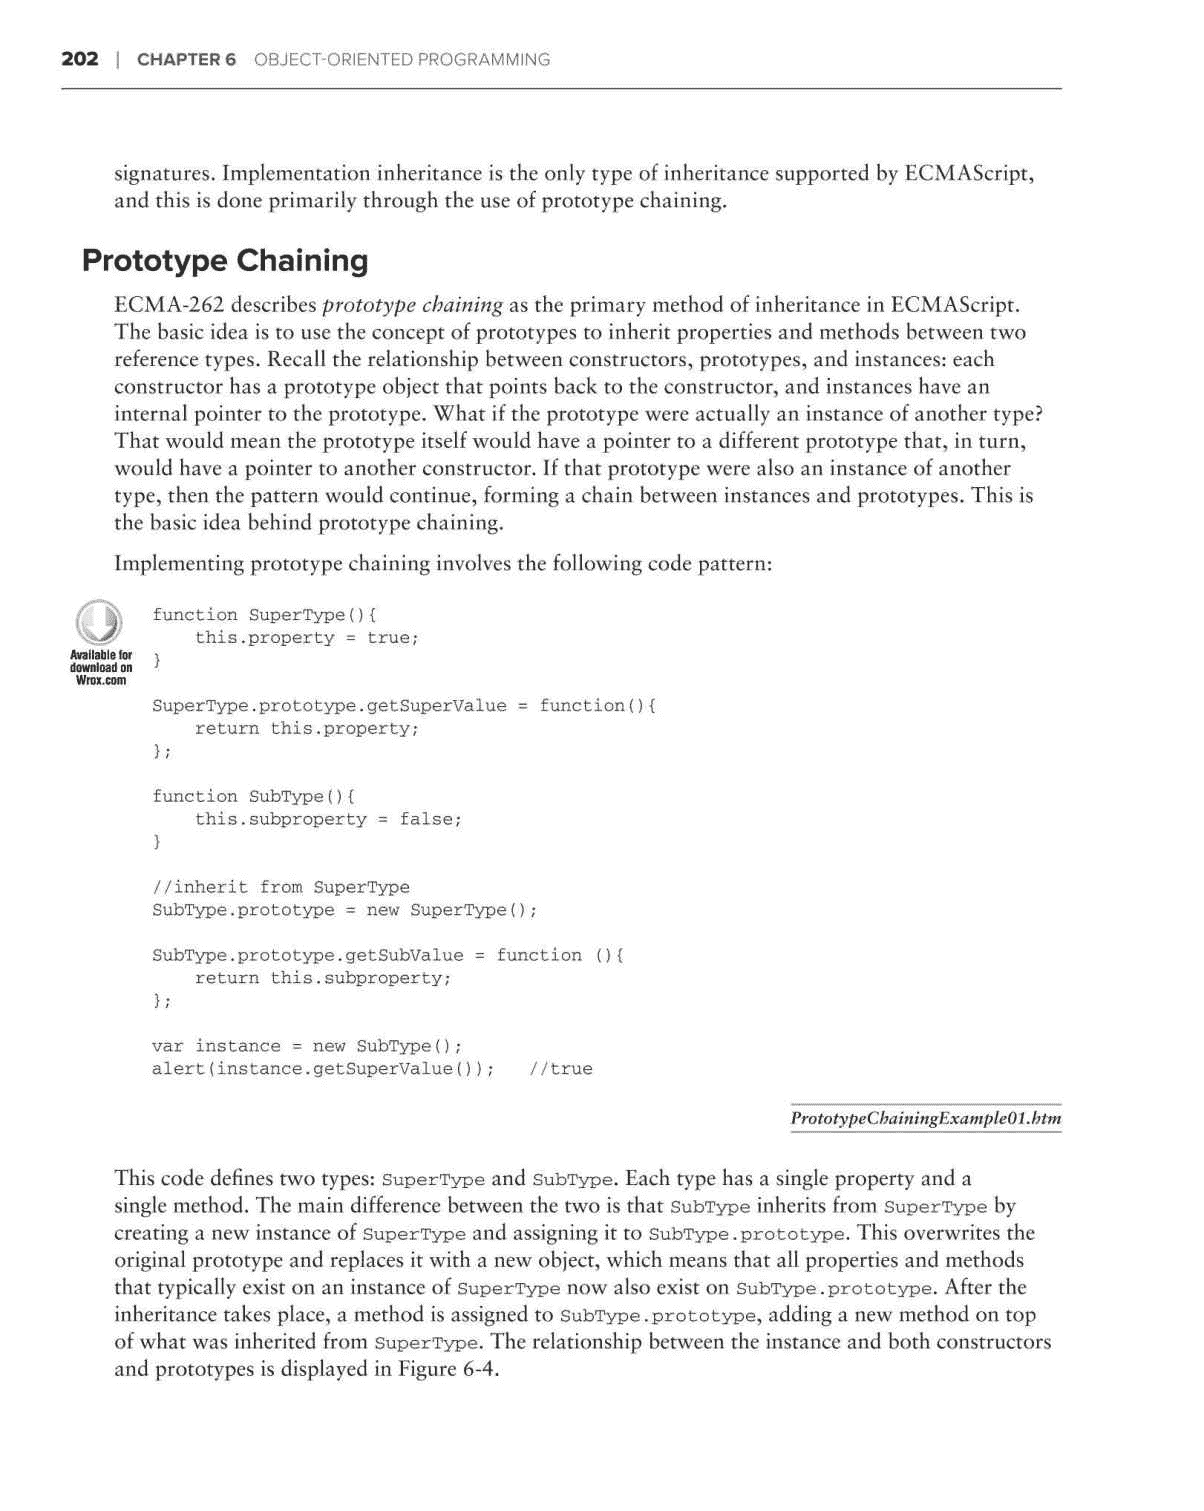 202 | CHAPTER 6 OBJECT-ORIENTED PROGRAMMING
signatures. Implementation inheritance is the only type of inheritance supported by ECMAScript,
and this is done primarily through the use of prototype chaining.
Prototype Chaining
ECMA-262 describes prototype chaining as the primary method of inheritance in ECMAScript.
The basic idea is to use the concept of prototypes to inherit properties and methods between two
reference types. Recall the relationship between constructors, prototypes, and instances: each
constructor has a prototype object that points back to the constructor, and instances have an
internal pointer to the prototype. What if the prototype were actually an instance of another type?
That would mean the prototype itself would have a pointer to a different prototype that, in turn,
would have a pointer to another constructor. If that prototype were also an instance of another
type, then the pattern would continue, forming a chain between instances and prototypes. This is
the basic idea behind prototype chaining.
Implementing prototype chaining involves the following code pattern:
Available for
download on
Wrox.com
function SuperType(){
    this.property = true;
}
SuperType.prototype.getSuperValue = function(){
    return this.property;
};
function SubType(){
    this.subproperty = false;
}
//inherit from SuperType
SubType.prototype = new SuperType();
SubType.prototype.getSubValue = function (){
    return this.subproperty;
};
var instance = new SubType();
alert(instance.getSuperValue());   //true
PrototypeChainingExample01.htm
This code defines two types: SuperType and SubType. Each type has a single property and a
single method. The main difference between the two is that SubType inherits from SuperType by
creating a new instance of SuperType and assigning it to SubType.prototype. This overwrites the
original prototype and replaces it with a new object, which means that all properties and methods
that typically exist on an instance of SuperType now also exist on SubType.prototype. After the
inheritance takes place, a method is assigned to SubType.prototype, adding a new method on top
of what was inherited from SuperType. The relationship between the instance and both constructors
and prototypes is displayed in Figure 6-4.